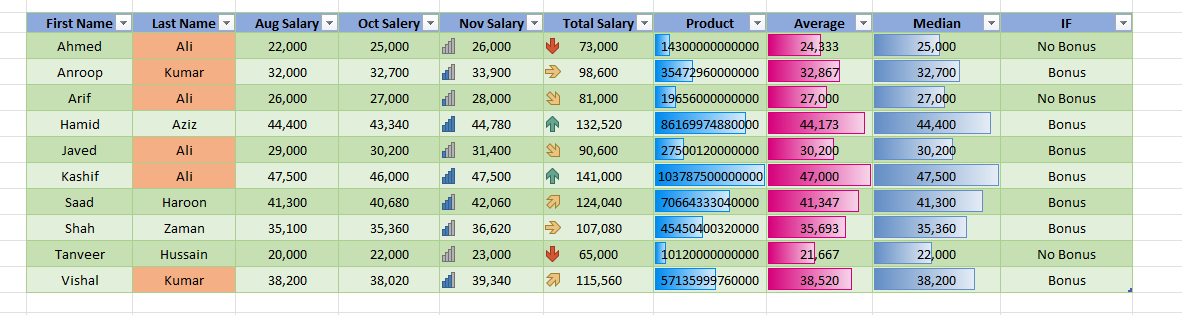 First Name Last Name Aug Salary Oct Salery Nov Salary Total Salary Product Average Median IF
Ahmed Ali 22,000 25,000 26,000 73,000 14300000000000 24,333 25,000 No Bonus
Anroop Kumar 32,000 32,700 33,900 98,600 35472960000000 32,867 32,700 Bonus
Arif Ali 26,000 27,000 28,000 81,000 19656000000000 27,000 27,000 No Bonus
Hamid Aziz 44,400 43,340 44,780 132,520 86169974880000 44,173 44,400 Bonus
Javed Ali 29,000 30,200 31,400 90,600 27500120000000 30,200 30,200 Bonus
Kashif Ali 47,500 46,000 47,500 141,000 103787500000000 47,000 47,500 Bonus
Saad Haroon 41,300 40,680 42,060 124,040 70664333040000 41,347 41,300 Bonus
Shah Zaman 35,100 35,360 36,620 107,080 45450400320000 35,693 35,360 Bonus
Tanveer Hussain 20,000 22,000 23,000 65,000 10120000000000 21,667 22,000 No Bonus
Vishal Kumar 38,200 38,020 39,340 115,560 57135999760000 38,520 38,200 Bonus